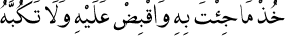 خُذْ مَا جِئْتَ بِهِ وَاقْبِضْ عَلَيْهِ وَلَا تَكُبَّهُ